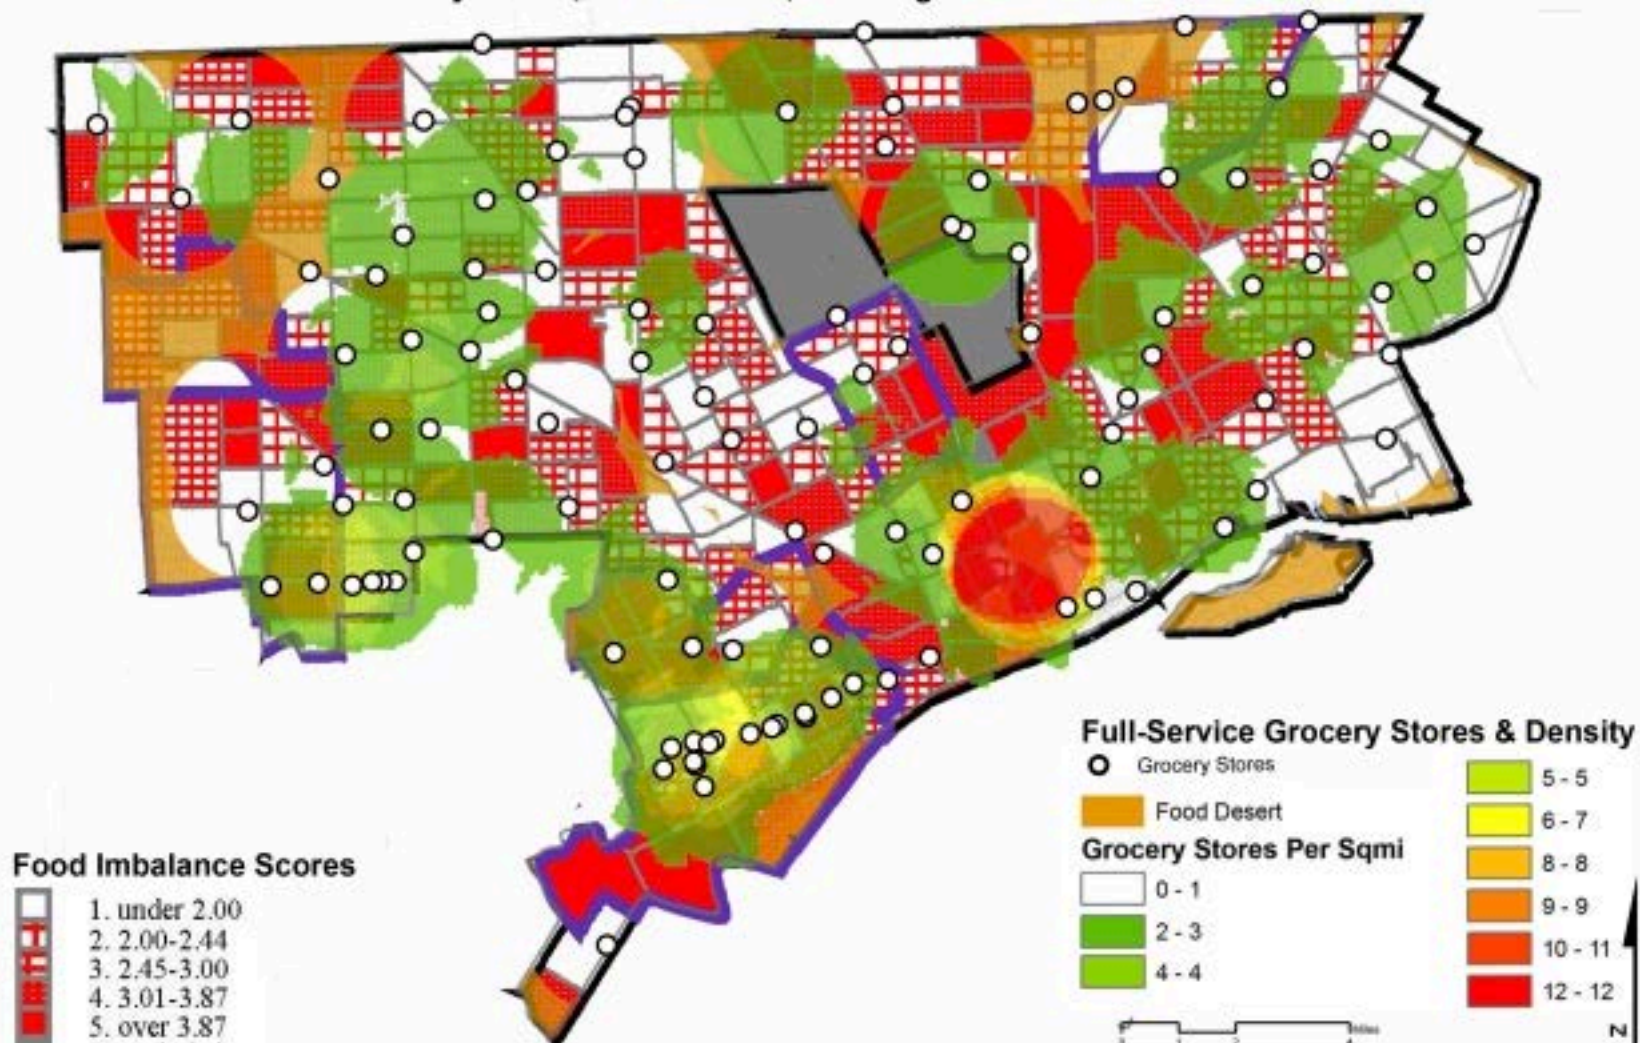 Full-Service Grocery Stores & Density
Grocery Stores
Food Desert
Grocery Stores Per Sqmi
0 - 1
2 - 3
4 - 4
5 - 5
6 - 7
8 - 8
9 - 9
10 - 11
12 - 12
Food Imbalance Scores
1. under 2.00
2. 2.00-2.44
3. 2.45-3.00
4. 3.01-3.87
5. over 3.87
Miles
N